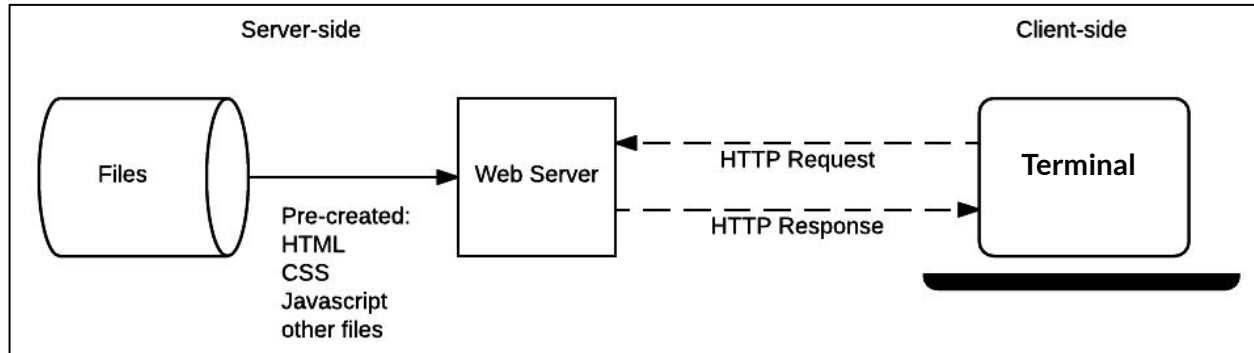 Server-side
Client-side
Files
Web Server
HTTP Request
Terminal
HTTP Response
Pre-created:
HTML
CSS
Javascript
other files